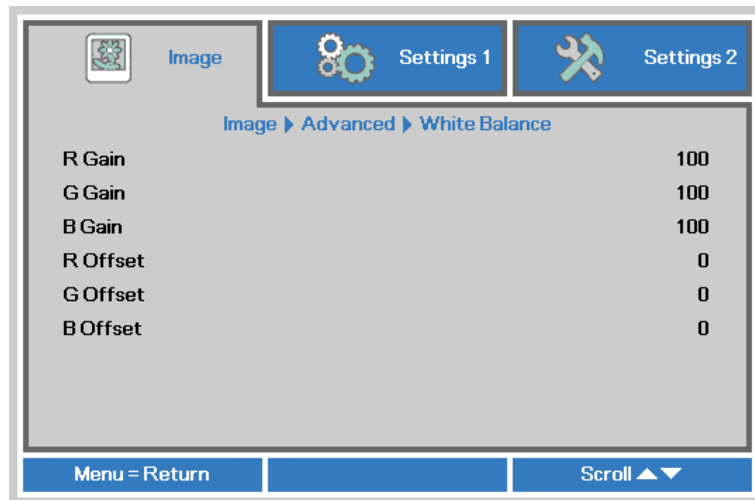 Image Settings 1 Settings 2
Image ▶ Advanced ▶ White Balance
R Gain 100
G Gain 100
B Gain 100
R Offset 0
G Offset 0
B Offset 0
Menu = Return Scroll ▲▼